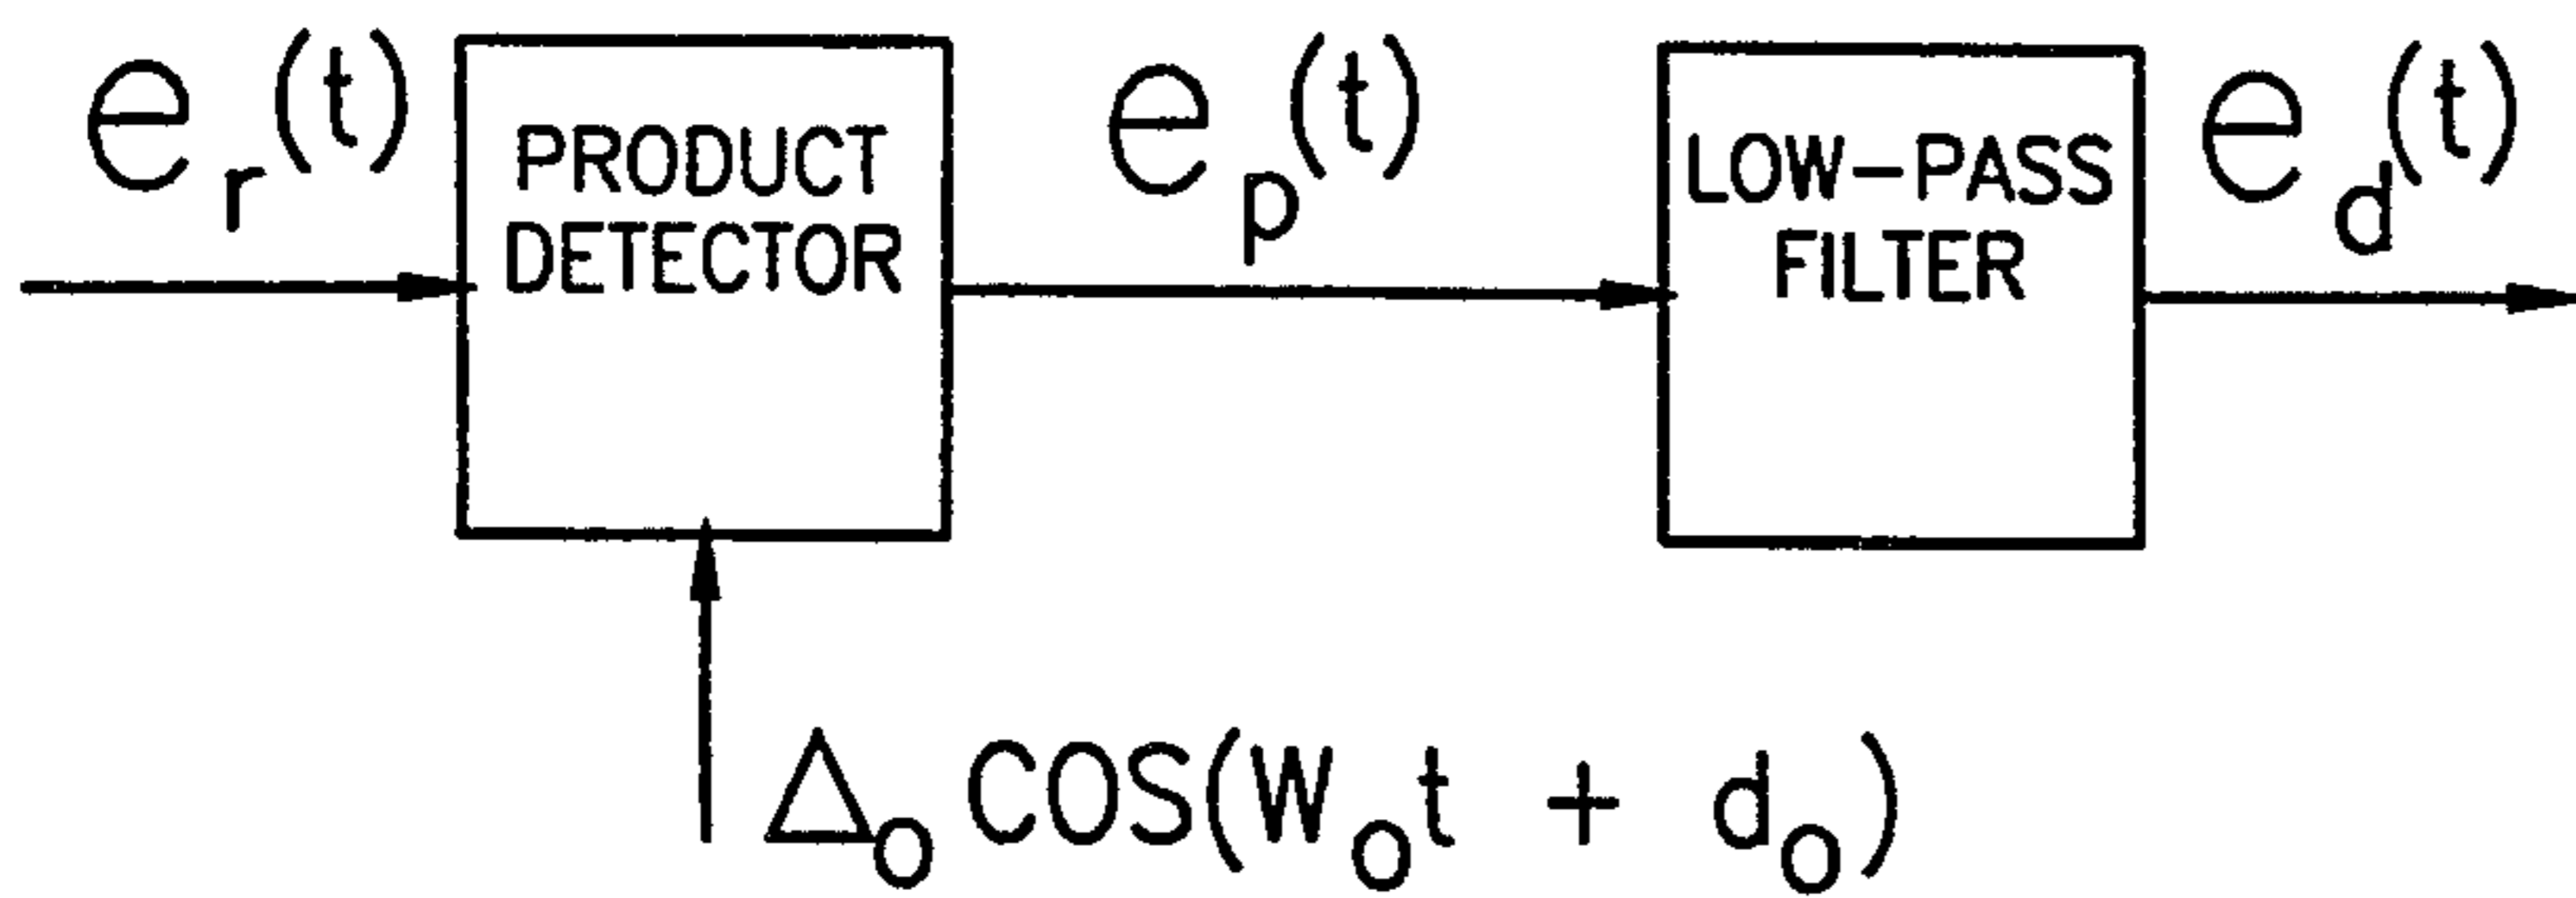 e_r(t)
PRODUCT
DETECTOR
e_p(t)
LOW-PASS
FILTER
e_d(t)
Δ_o COS(W_o t + d_o)